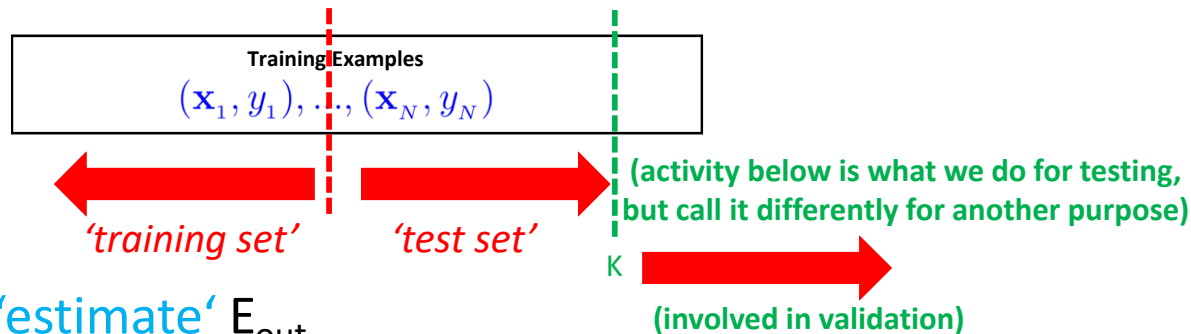 Training Examples
(x₁, y₁), ..., (x_N, y_N)
(activity below is what we do for testing,
but call it differently for another purpose)
‘training set’ ‘test set’
K
‘estimate‘ E_out
(involved in validation)